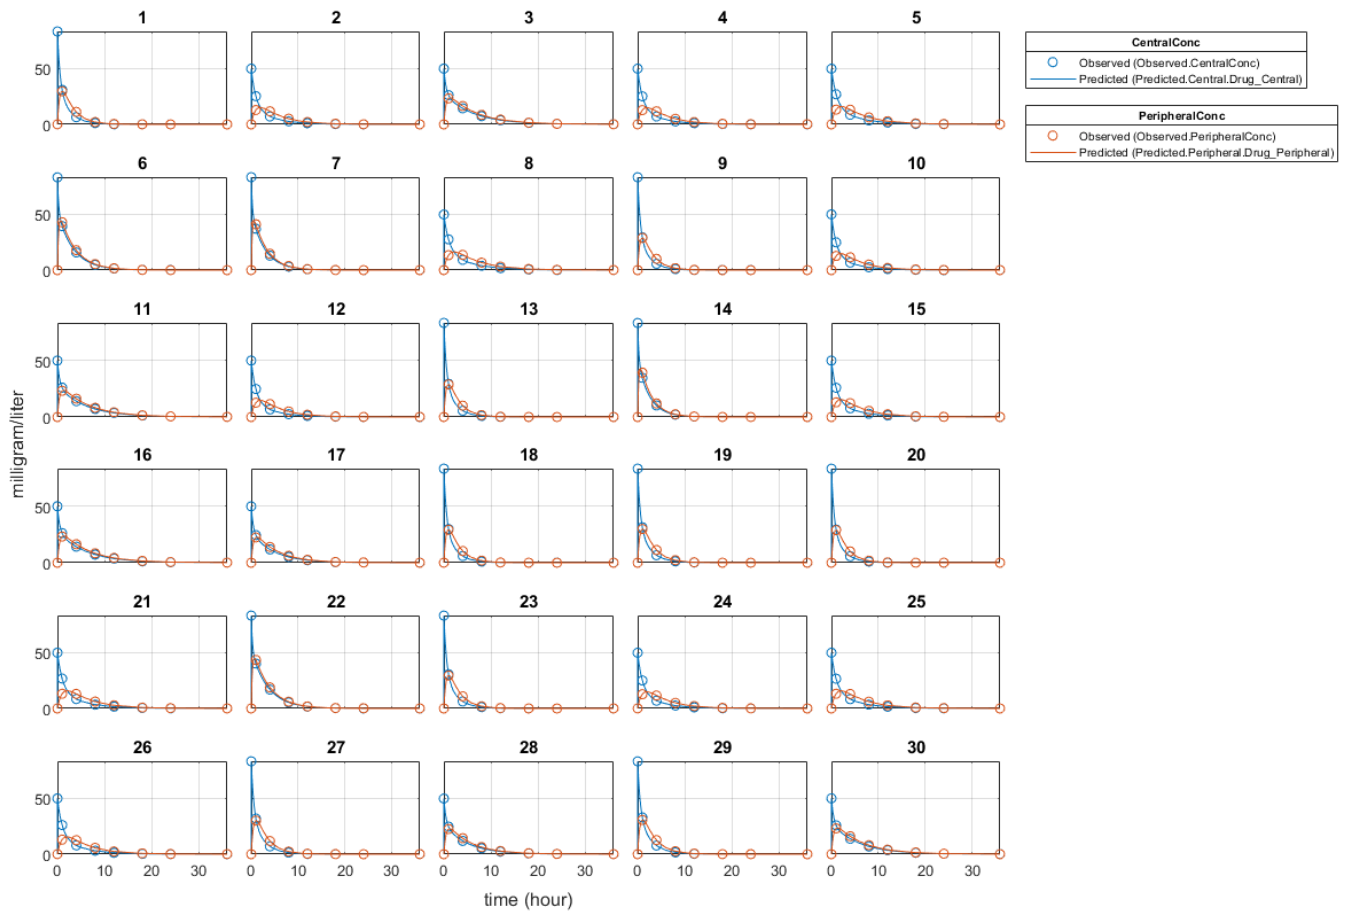 1 2 3 4 5
CentralConc
Observed (Observed.CentralConc)
Predicted (Predicted.Central.Drug_Central)
PeripheralConc
Observed (Observed.PeripheralConc)
Predicted (Predicted.Peripheral.Drug_Peripheral)
50
0
6 7 8 9 10
50
0
11 12 13 14 15
50
0
16 17 18 19 20
50
0
21 22 23 24 25
50
0
26 27 28 29 30
50
0
0 10 20 30 0 10 20 30 0 10 20 30 0 10 20 30 0 10 20 30
time (hour)
milligram/liter